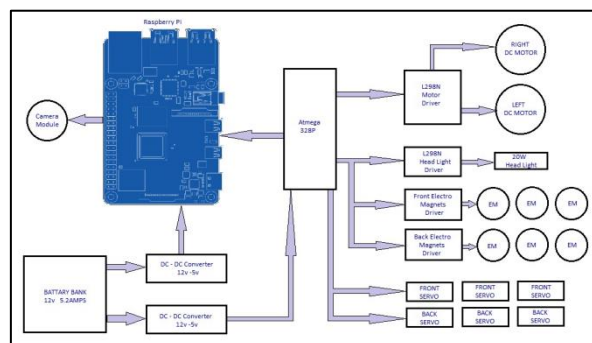 Raspberry Pi
Camera
Module
Atmega
328P
L298N
Motor
Driver
RIGHT
DC MOTOR
LEFT
DC MOTOR
L298N
Head Light
Driver
20W
Head Light
Front Electro
Magnets
Driver
EM
EM
EM
Back Electro
Magnets
Driver
EM
EM
EM
BATTARY BANK
12v 5.2AMPS
DC - DC Converter
12v -5v
DC - DC Converter
12v -5v
FRONT
SERVO
FRONT
SERVO
FRONT
SERVO
BACK
SERVO
BACK
SERVO
BACK
SERVO